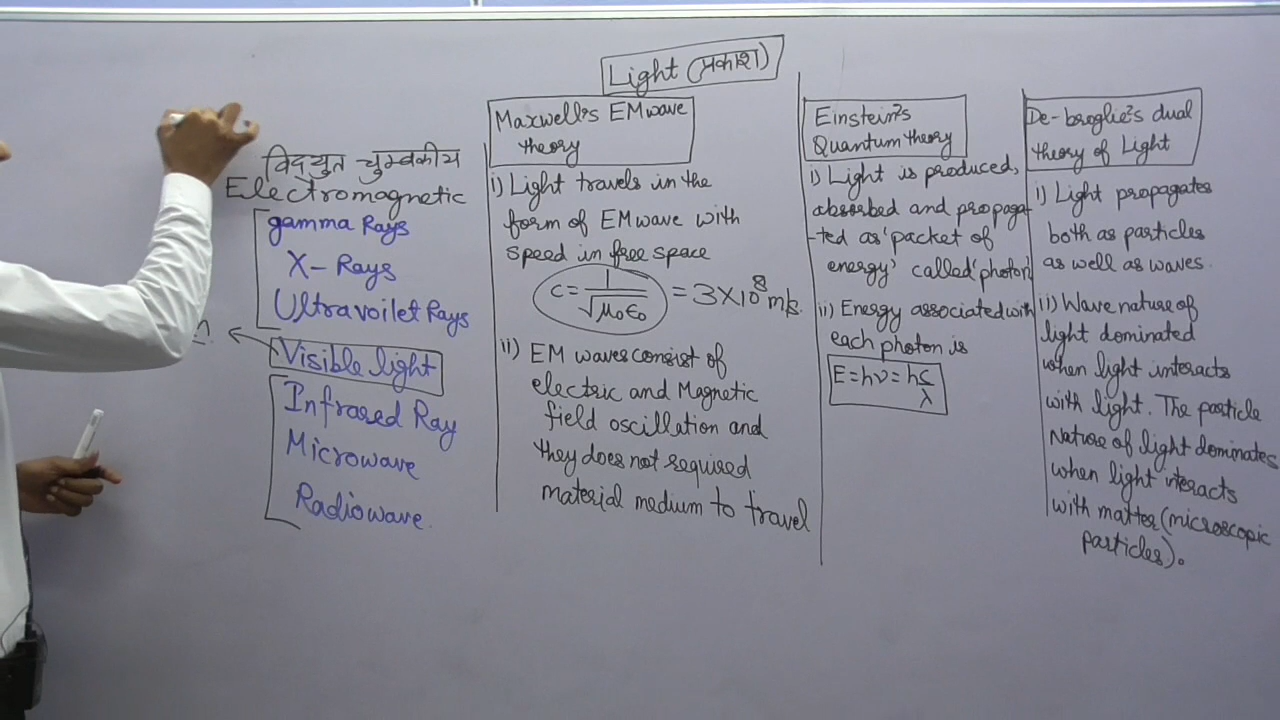 Light (प्रकाश)
विद्युत चुम्बकीय
Electromagnetic
gamma Rays
X-Rays
Ultravoilet Rays
Visible light
Infrared Ray
Microwave
Radiowave.
Maxwell's EM wave
theory
i) Light travels in the
form of EM wave with
speed in free space
c = 1/√μ₀ε₀ = 3×10⁸ m/s.
ii) EM waves consist of
electric and Magnetic
field oscillation and
they does not required
material medium to travel
Einstein's
Quantum theory
i) Light is produced,
absorbed and propaga-
-ted as 'packet of
energy' called 'photon'
ii) Energy associated with
each photon is
E = hν = hc/λ
De-broglie's dual
theory of Light
i) Light propagates
both as particles
as well as waves.
ii) Wave nature of
light dominated
when light interacts
with light. The particle
Nature of light dominates
when light interacts
with matter (microscopic
particles).